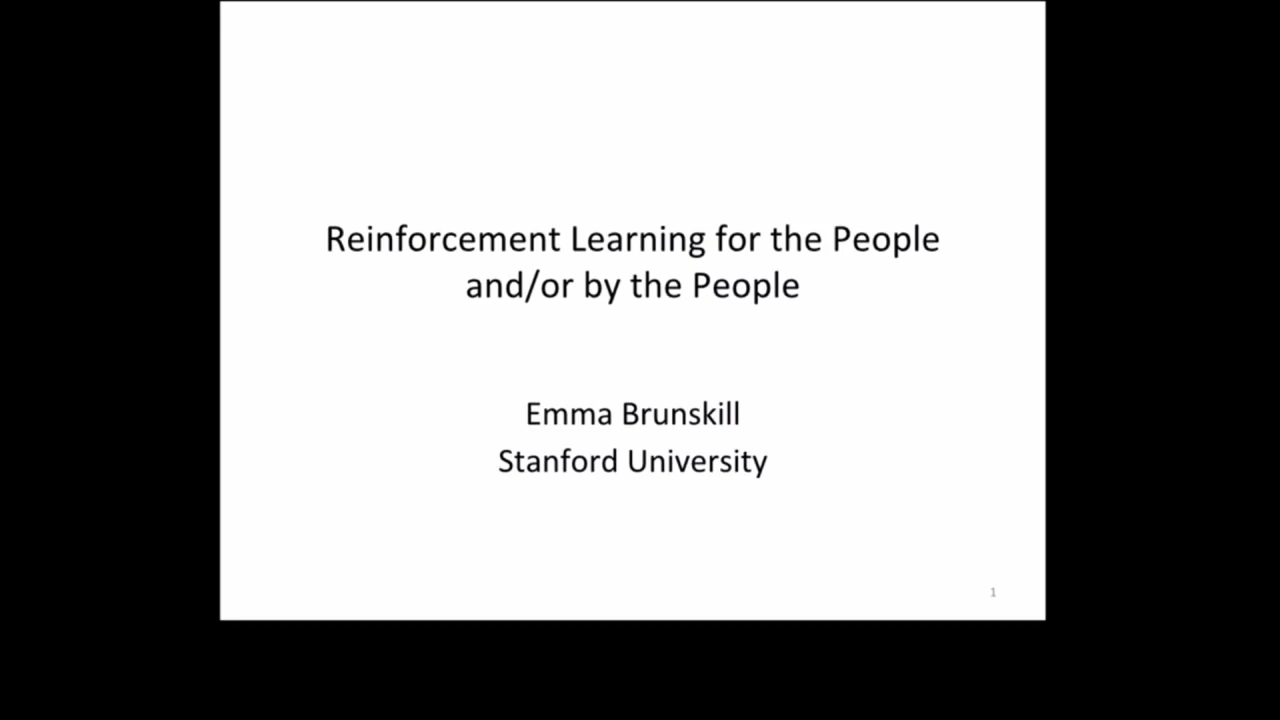 Reinforcement Learning for the People
and/or by the People
Emma Brunskill
Stanford University
1